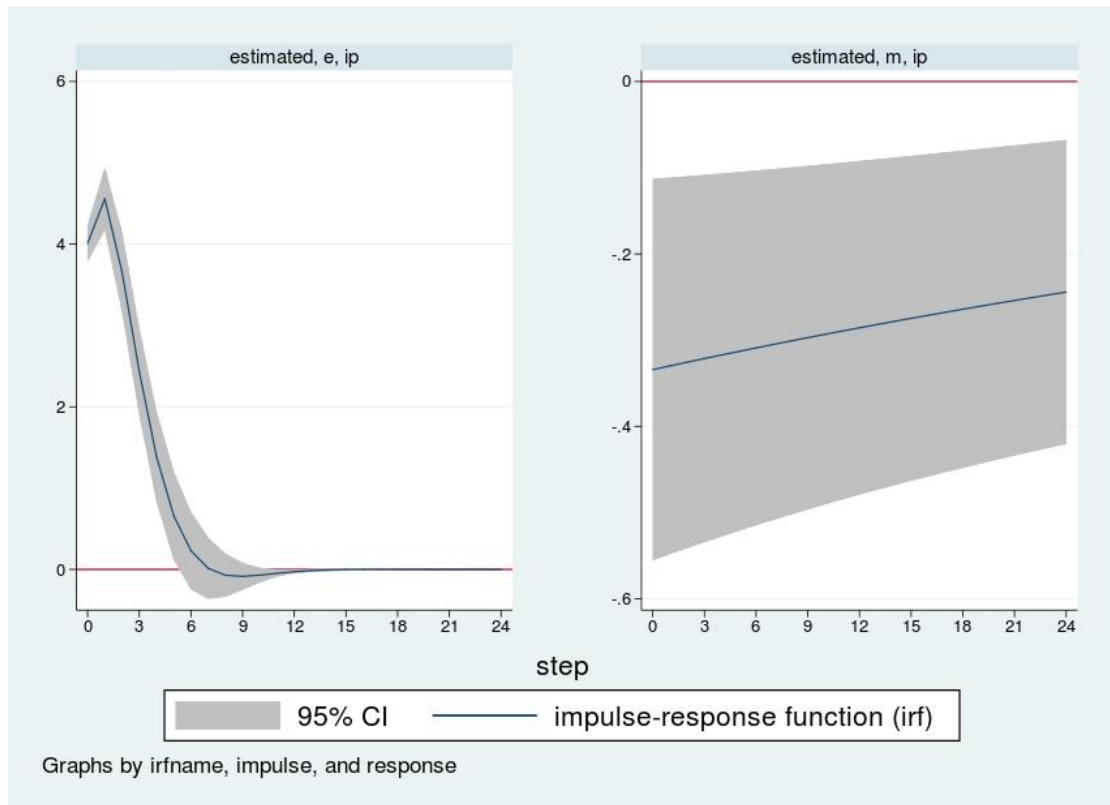 estimated, e, ip
6
4
2
0
0 3 6 9 12 15 18 21 24
estimated, m, ip
0
-.2
-.4
-.6
0 3 6 9 12 15 18 21 24
step
95% CI
impulse-response function (irf)
Graphs by irfname, impulse, and response